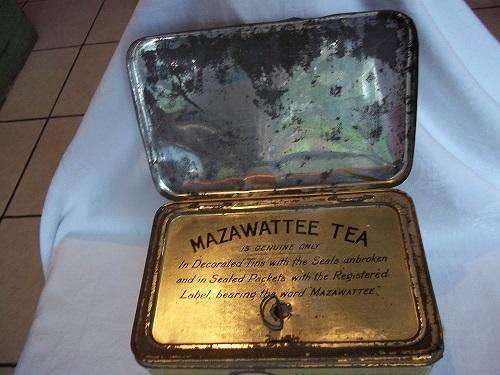 MAZAWATTEE TEA
IS GENUINE ONLY
In Decorated Tins with the Seals unbroken
and in Sealed Packets with the Registered
Label, bearing the word "MAZAWATTEE."